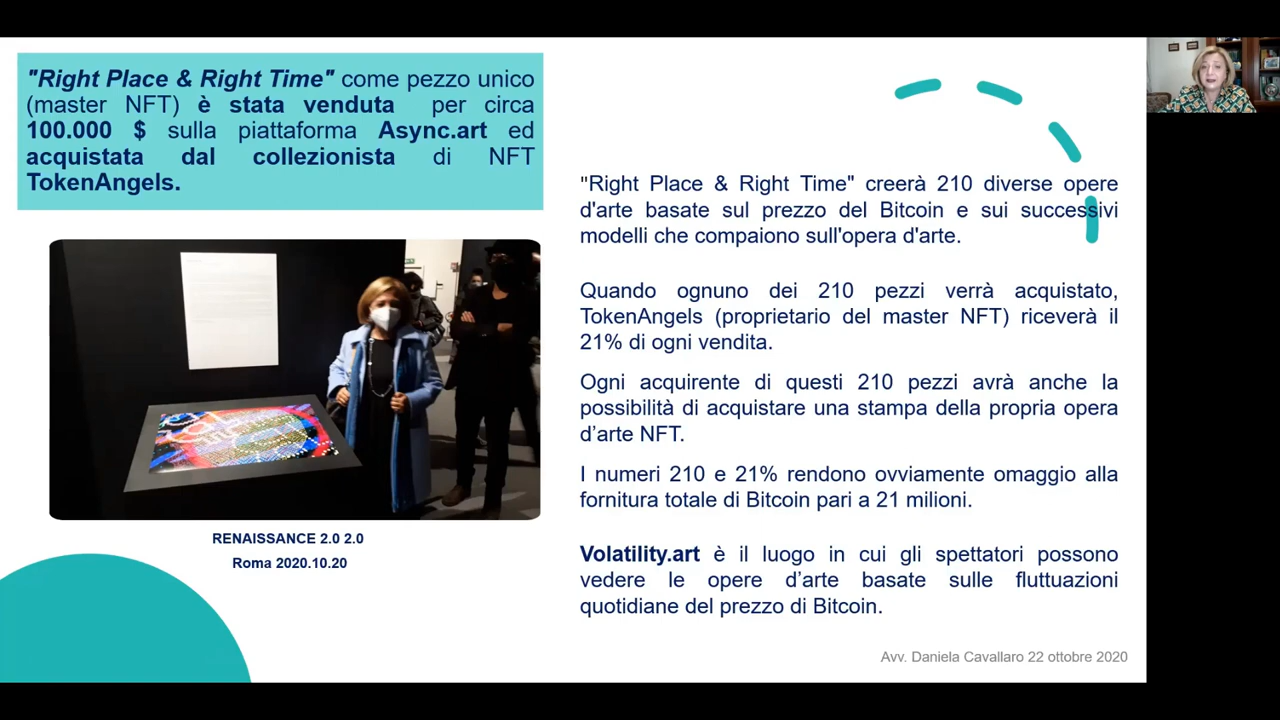 "Right Place & Right Time" come pezzo unico
(master NFT) è stata venduta per circa
100.000 $ sulla piattaforma Async.art ed
acquistata dal collezionista di NFT
TokenAngels.
RENAISSANCE 2.0 2.0
Roma 2020.10.20
"Right Place & Right Time" creerà 210 diverse opere
d'arte basate sul prezzo del Bitcoin e sui successivi
modelli che compaiono sull'opera d'arte.
Quando ognuno dei 210 pezzi verrà acquistato,
TokenAngels (proprietario del master NFT) riceverà il
21% di ogni vendita.
Ogni acquirente di questi 210 pezzi avrà anche la
possibilità di acquistare una stampa della propria opera
d’arte NFT.
I numeri 210 e 21% rendono ovviamente omaggio alla
fornitura totale di Bitcoin pari a 21 milioni.
Volatility.art è il luogo in cui gli spettatori possono
vedere le opere d’arte basate sulle fluttuazioni
quotidiane del prezzo di Bitcoin.
Avv. Daniela Cavallaro 22 ottobre 2020